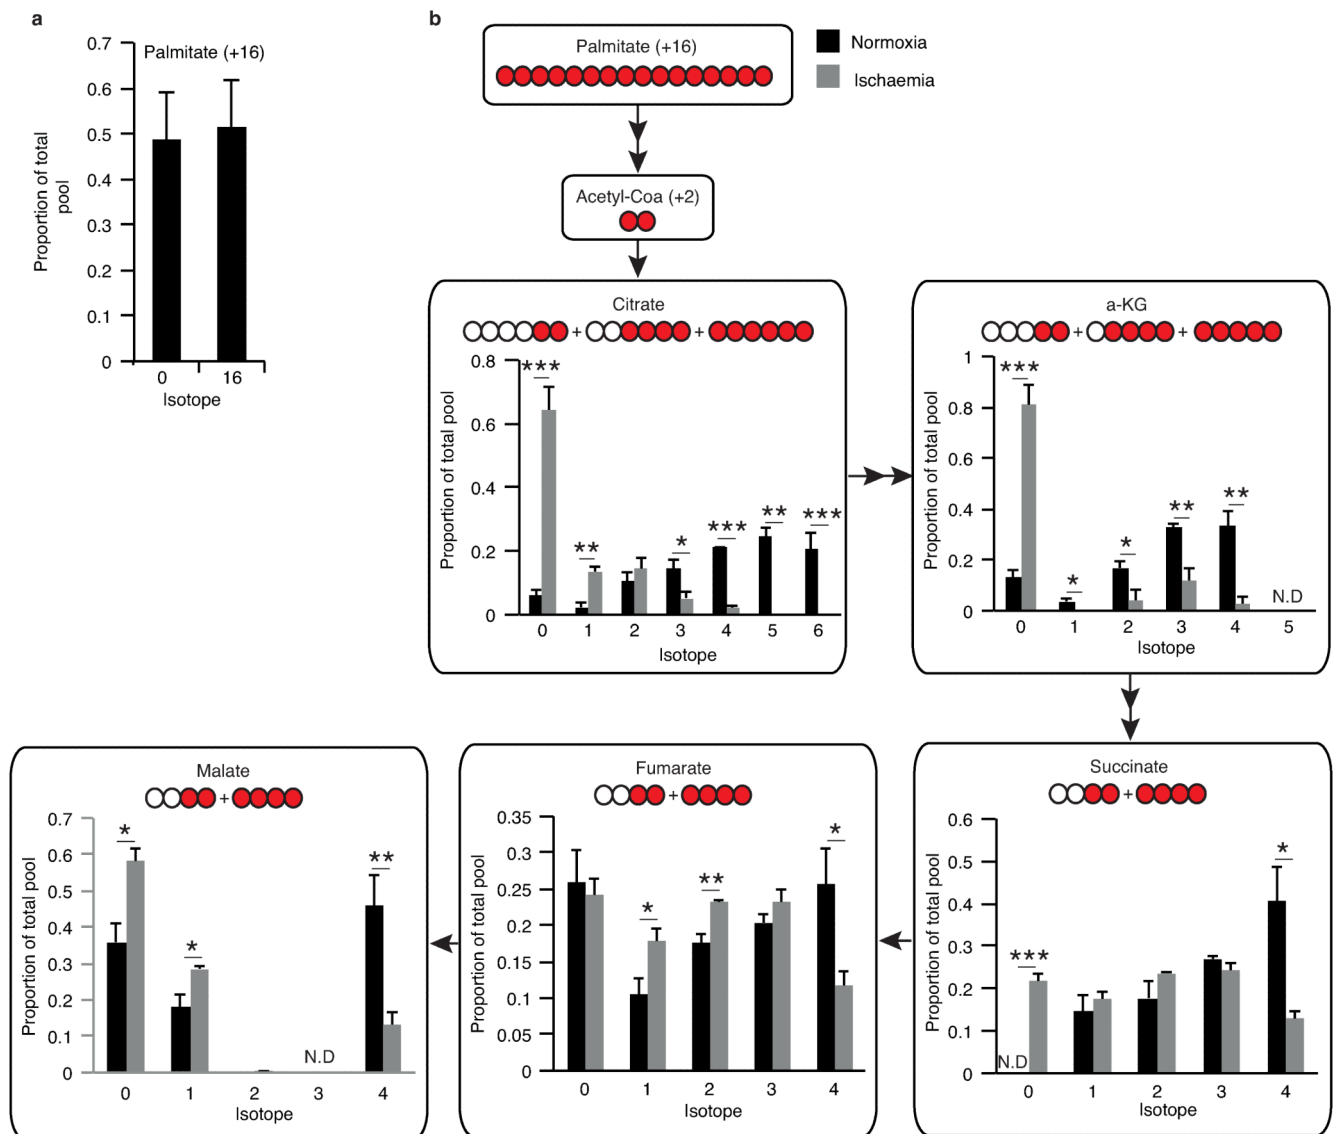 a
Palmitate (+16)
0.7
0.6
0.5
0.4
0.3
0.2
0.1
0
Proportion of total
pool
0 16
Isotope
b
Palmitate (+16)
Normoxia
Ischaemia
Acetyl-Coa (+2)
Citrate
+ +
0.8
0.6
0.4
0.2
0
Proportion of total pool
*** ** * *** ** ***
0 1 2 3 4 5 6
Isotope
a-KG
+ +
1
0.8
0.6
0.4
0.2
0
Proportion of total pool
*** * * ** **
N.D
0 1 2 3 4 5
Isotope
Malate
+
0.7
0.6
0.5
0.4
0.3
0.2
0.1
0
Proportion of total pool
* * **
N.D
0 1 2 3 4
Isotope
Fumarate
+
0.35
0.3
0.25
0.2
0.15
0.1
0.05
0
Proportion of total pool
* ** *
0 1 2 3 4
Isotope
Succinate
+
0.6
0.5
0.4
0.3
0.2
0.1
0
Proportion of total pool
*** *
N.D
0 1 2 3 4
Isotope